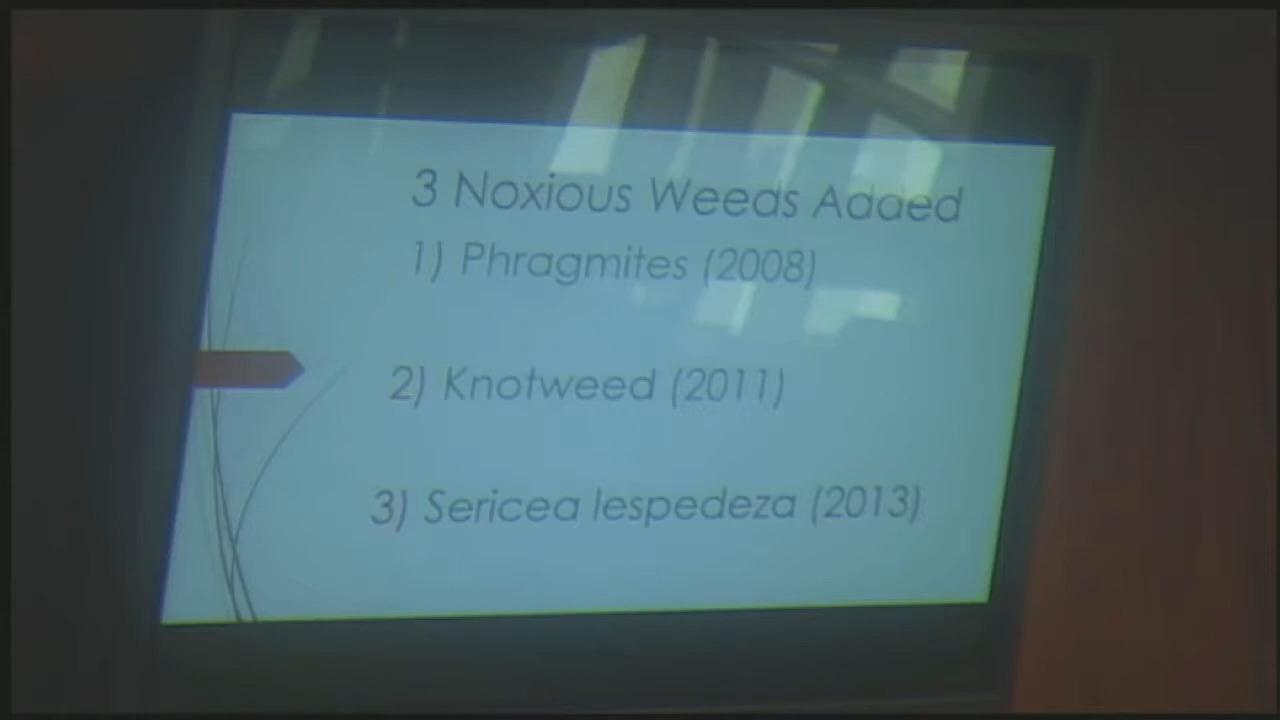 3 Noxious Weeds Added
1) Phragmites (2008)
2) Knotweed (2011)
3) Sericea lespedeza (2013)